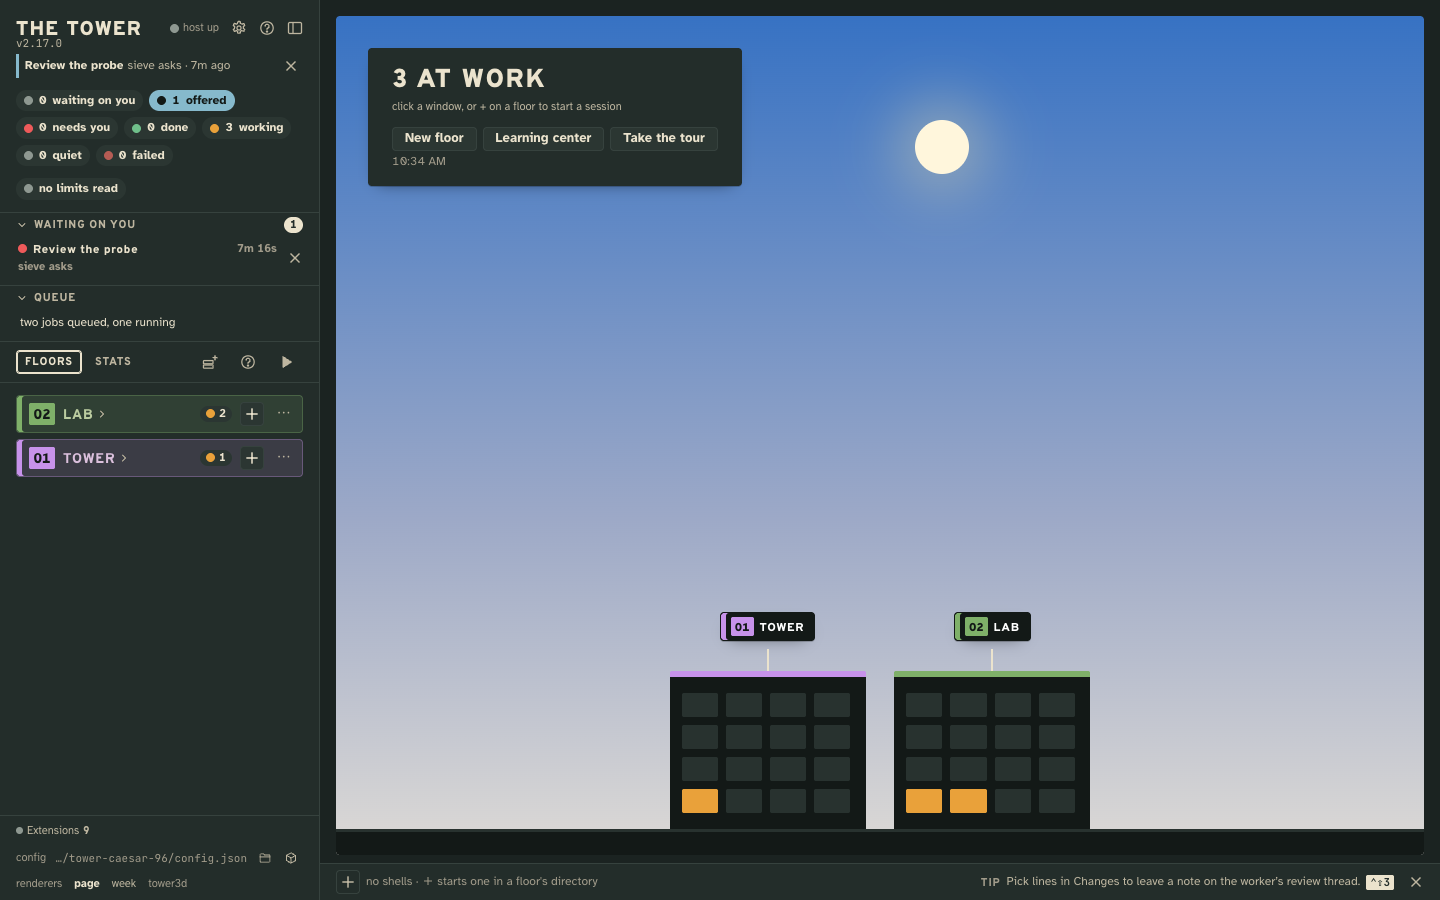 THE TOWER
host up
v2.17.0
Review the probe sieve asks · 7m ago
0 waiting on you
1 offered
0 needs you
0 done
3 working
0 quiet
0 failed
no limits read
WAITING ON YOU
1
Review the probe
7m 16s
sieve asks
QUEUE
two jobs queued, one running
FLOORS
STATS
02 LAB ›
2
01 TOWER ›
1
Extensions 9
config …/tower-caesar-96/config.json
renderers page week tower3d
3 AT WORK
click a window, or + on a floor to start a session
New floor
Learning center
Take the tour
10:34 AM
01 TOWER
02 LAB
no shells · + starts one in a floor's directory
TIP Pick lines in Changes to leave a note on the worker's review thread. ^⇧3